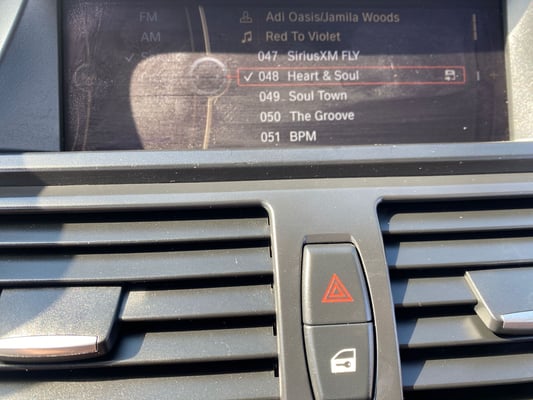 FM
Adi Oasis/Jamila Woods
AM
Red To Violet
047 SiriusXM FLY
048 Heart & Soul
049 Soul Town
050 The Groove
051 BPM